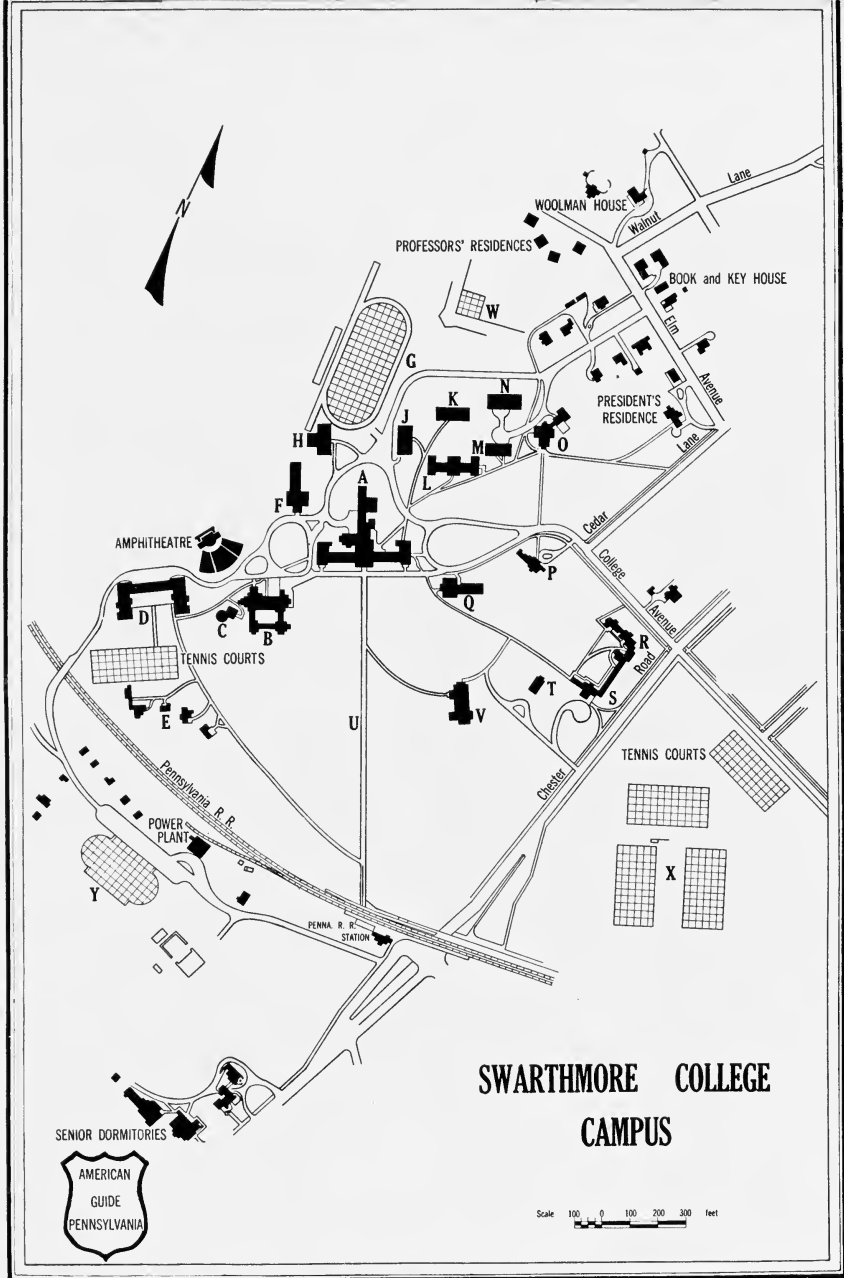 N
WOOLMAN HOUSE
Walnut
Lane
PROFESSORS' RESIDENCES
BOOK and KEY HOUSE
W
Elm
Avenue
G
K
N
PRESIDENT'S
RESIDENCE
H
J
M
O
L
Lane
A
F
Cedar
AMPHITHEATRE
College
Avenue
P
D
Q
C
B
R
Road
TENNIS COURTS
T
S
E
U
V
TENNIS COURTS
Chester
Pennsylvania R. R.
POWER
PLANT
X
Y
PENNA. R. R.
STATION
SWARTHMORE COLLEGE
CAMPUS
SENIOR DORMITORIES
AMERICAN
GUIDE
PENNSYLVANIA
Scale 100 0 100 200 300 feet